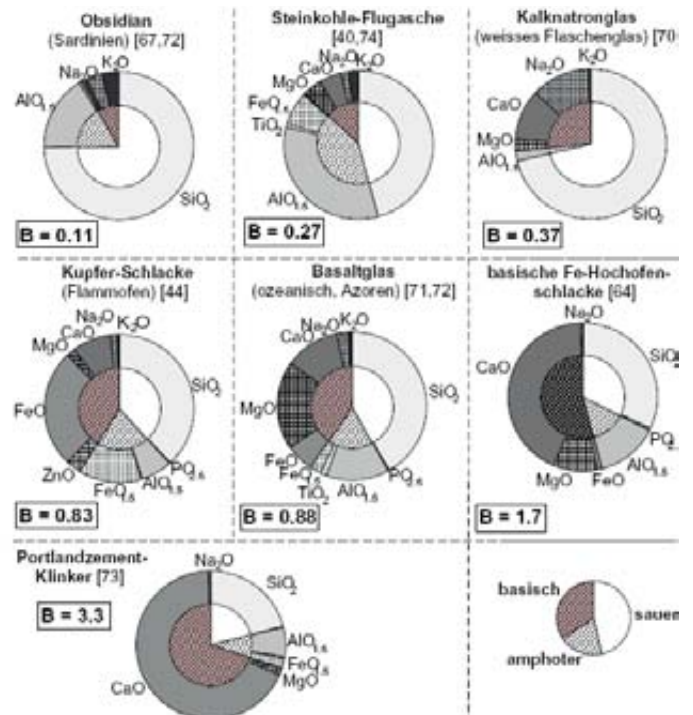 Obsidian
(Sardinien) [67,72]
Na₂O K₂O
AlO₁.₅
SiO₂
B = 0.11
Steinkohle-Flugasche
[40,74]
Na₂O
CaO K₂O
MgO
FeO₁.₅
TiO₂
AlO₁.₅
SiO₂
B = 0.27
Kalknatronglas
(weisses Flaschenglas) [70
K₂O
Na₂O
CaO
MgO
AlO₁.₅
SiO₂
B = 0.37
Kupfer-Schlacke
(Flammofen) [44]
Na₂O
CaO K₂O
MgO
SiO₂
FeO
ZnO
FeO₁.₅
AlO₁.₅
PO₂.₅
B = 0.83
Basaltglas
(ozeanisch, Azoren) [71,72]
Na₂O K₂O
CaO
SiO₂
MgO
FeO
FeO₁.₅
TiO₂
AlO₁.₅
PO₂.₅
B = 0.88
basische Fe-Hochofen-
schlacke [64]
Na₂O
CaO
SiO₂
AlO₁.₅
MgO FeO
B = 1.7
Portlandzement-
Klinker [73]
Na₂O
SiO₂
B = 3.3
AlO₁.₅
FeO₁.₅
MgO
CaO
basisch
sauer
amphoter